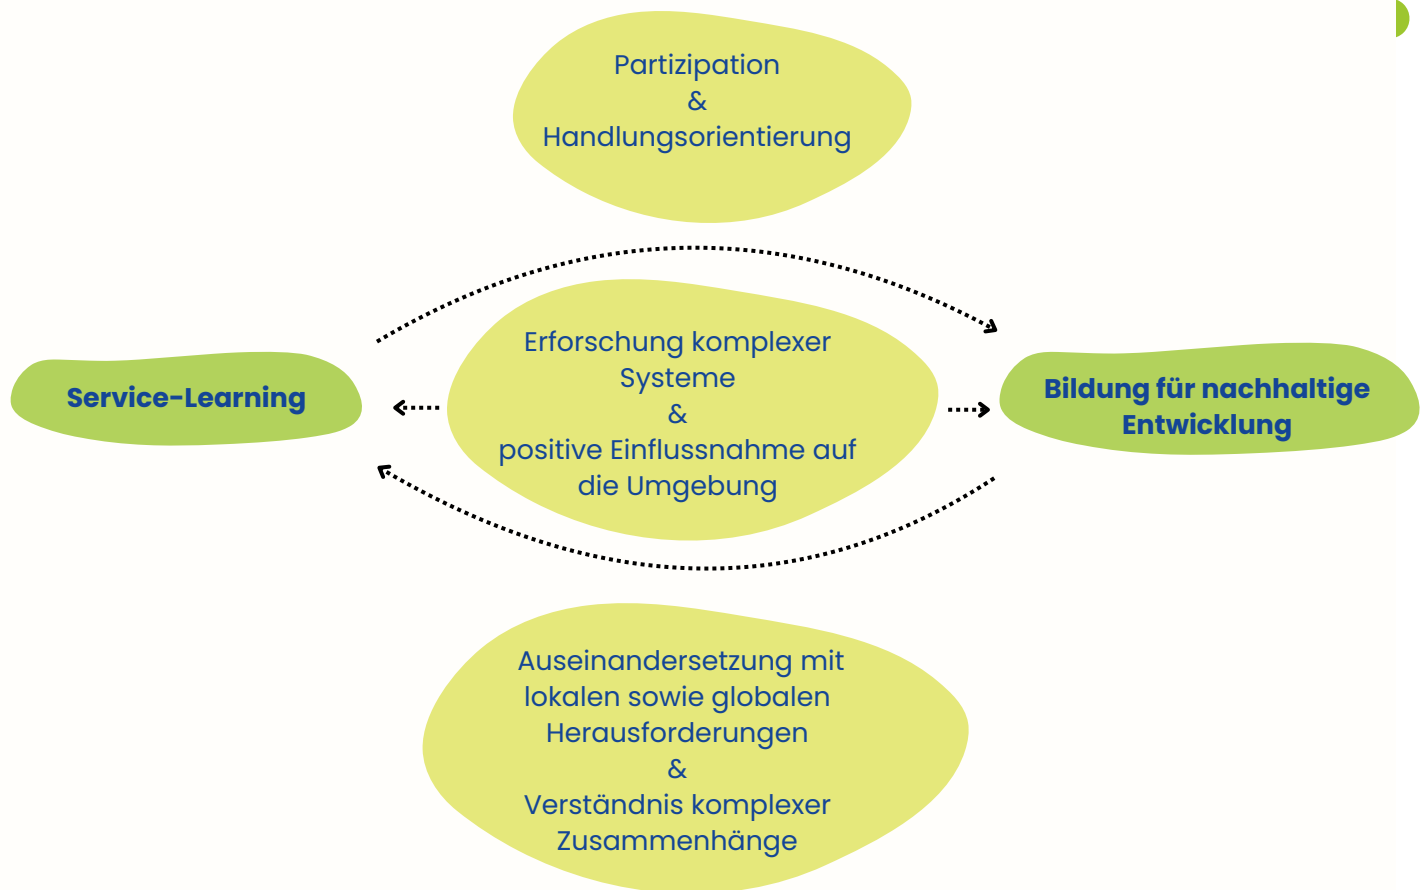 Partizipation
&
Handlungsorientierung
Erforschung komplexer
Systeme
&
positive Einflussnahme auf
die Umgebung
Service-Learning
Bildung für nachhaltige
Entwicklung
Auseinandersetzung mit
lokalen sowie globalen
Herausforderungen
&
Verständnis komplexer
Zusammenhänge